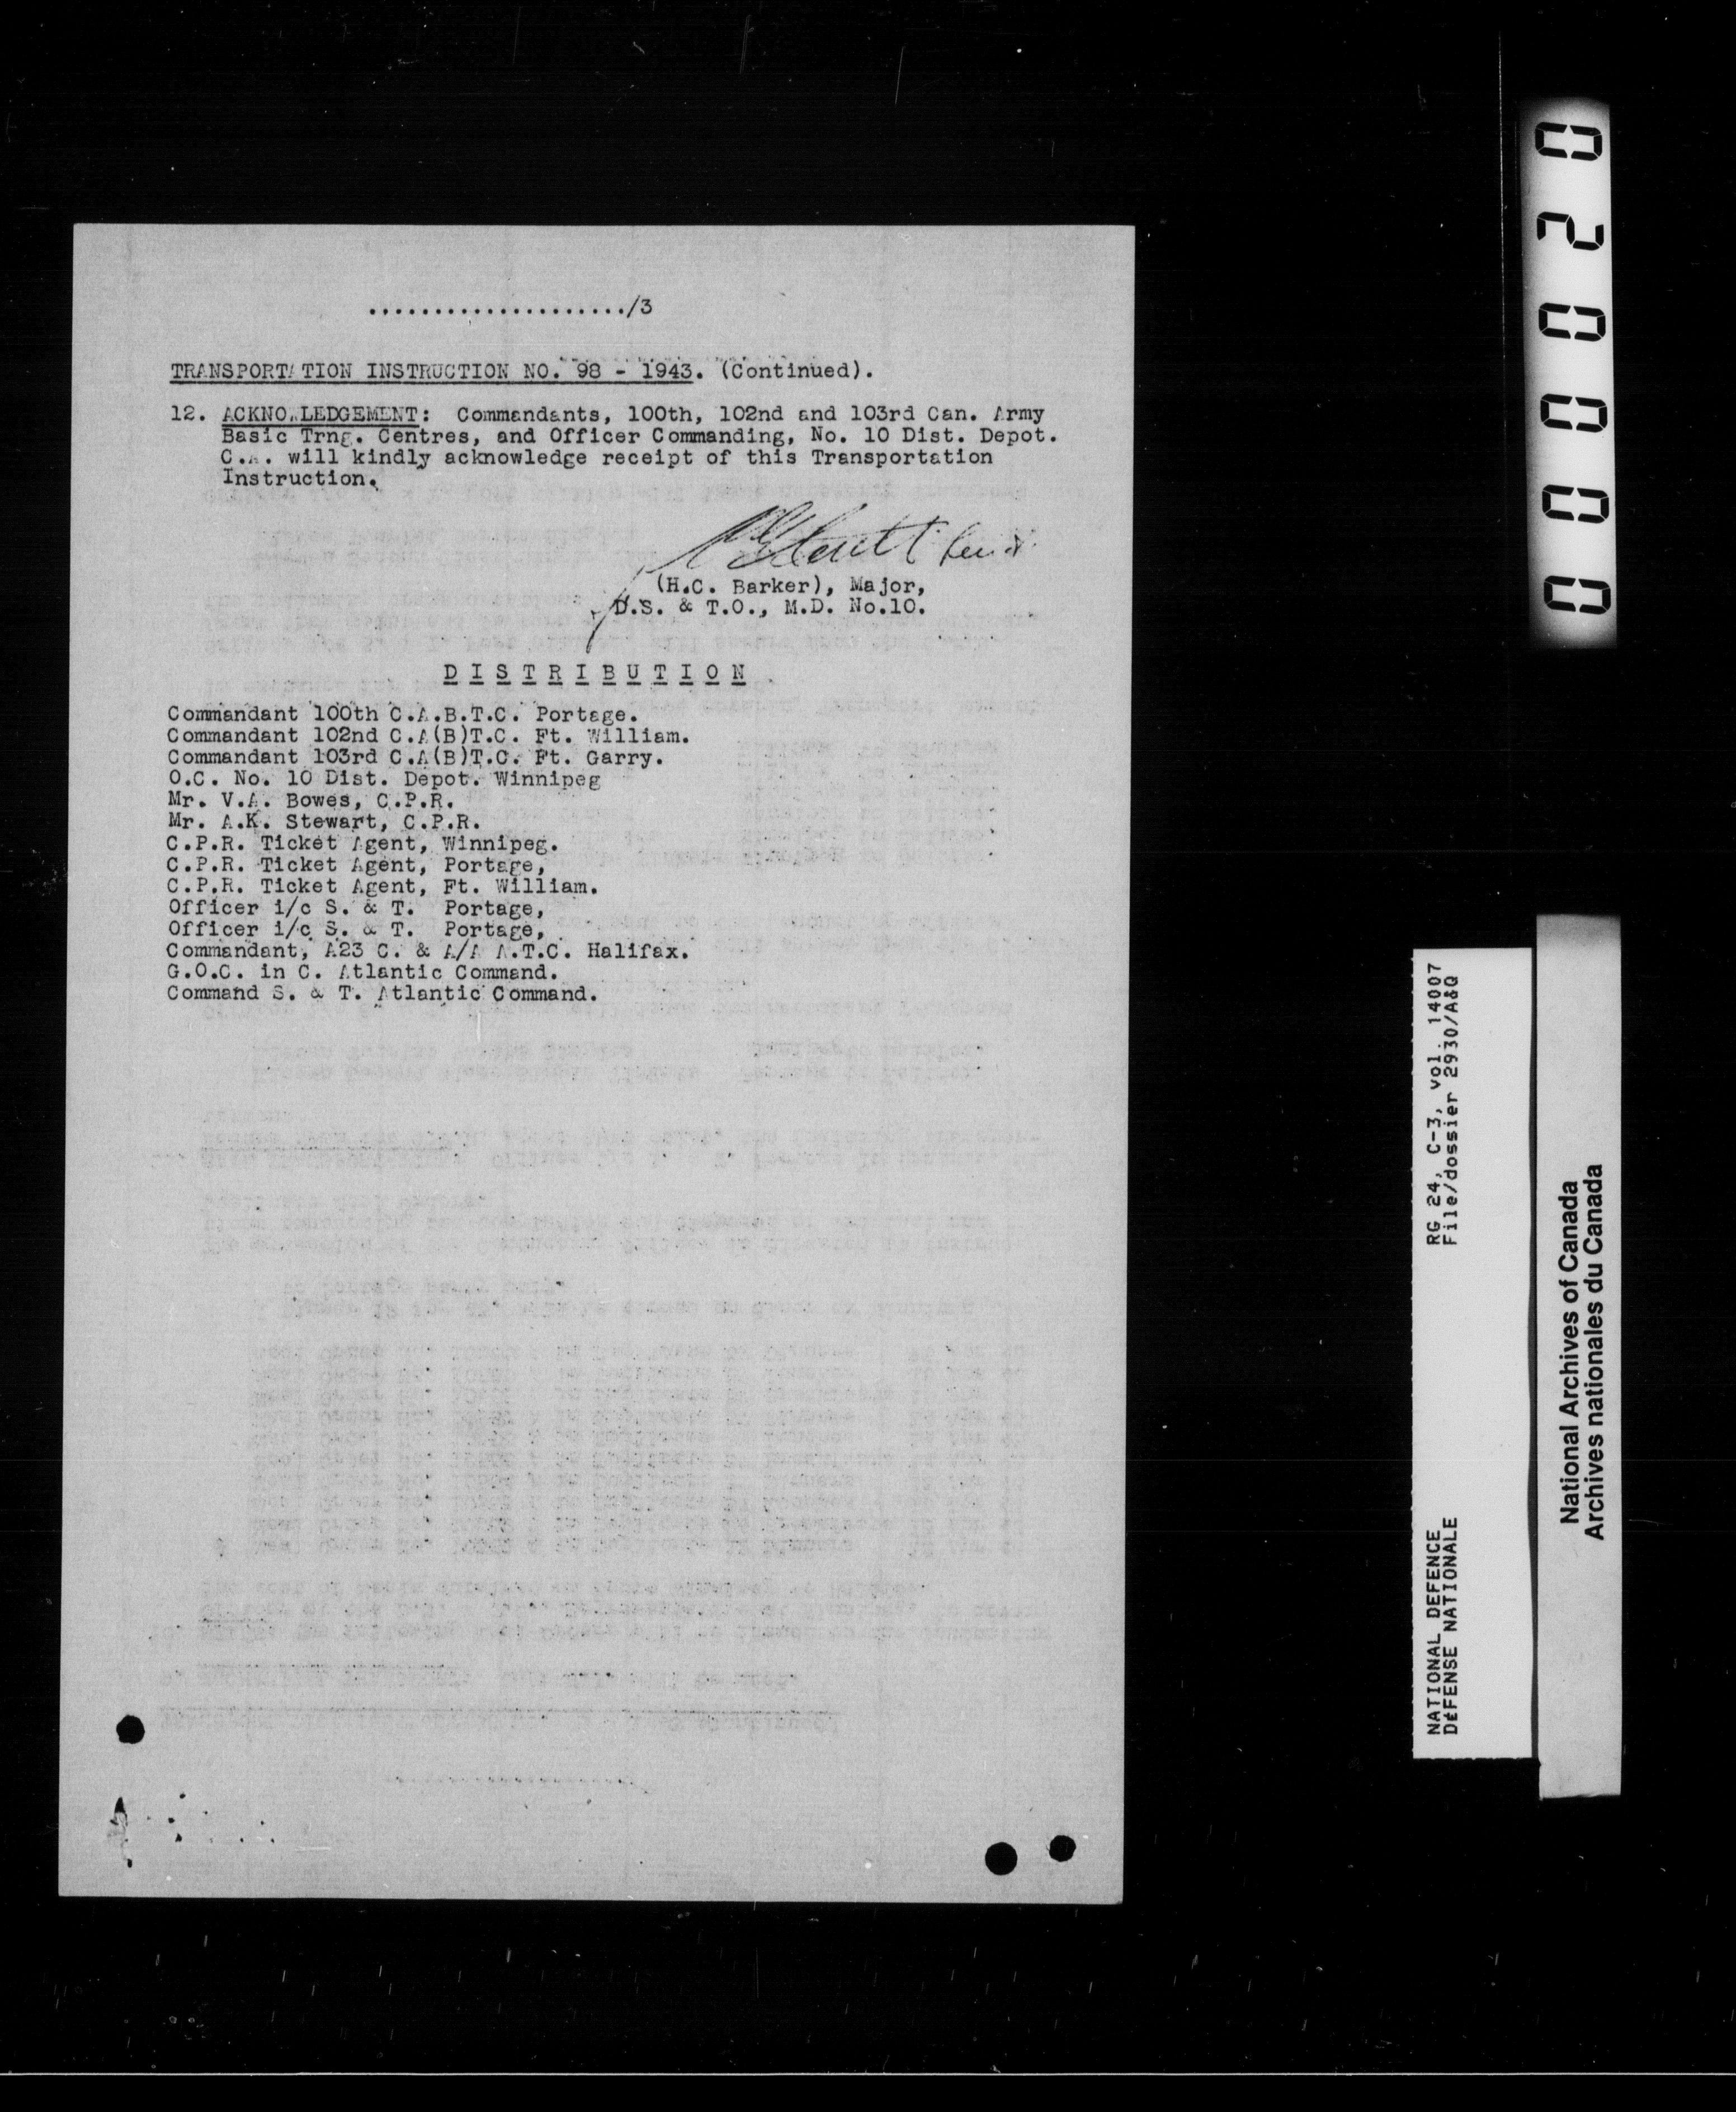 ..................../3
TRANSPORTATION INSTRUCTION NO. 98 - 1943. (Continued).
12. ACKNOWLEDGEMENT: Commandants, 100th, 102nd and 103rd Can. Army
Basic Trng. Centres, and Officer Commanding, No. 10 Dist. Depot.
C.A. will kindly acknowledge receipt of this Transportation
Instruction.
(H.C. Barker), Major,
D.S. & T.O., M.D. No.10.
D I S T R I B U T I O N
Commandant 100th C.A.B.T.C. Portage.
Commandant 102nd C.A(B)T.C. Ft. William.
Commandant 103rd C.A(B)T.C. Ft. Garry.
O.C. No. 10 Dist. Depot. Winnipeg
Mr. V.A. Bowes, C.P.R.
Mr. A.K. Stewart, C.P.R.
C.P.R. Ticket Agent, Winnipeg.
C.P.R. Ticket Agent, Portage,
C.P.R. Ticket Agent, Ft. William.
Officer i/c S. & T. Portage,
Officer i/c S. & T. Portage,
Commandant, A23 C. & A/A A.T.C. Halifax.
G.O.C. in C. Atlantic Command.
Command S. & T. Atlantic Command.
000020
RG 24, C-3, vol. 14007
File/dossier 2930/A&Q
NATIONAL DEFENCE
DÉFENSE NATIONALE
National Archives of Canada
Archives nationales du Canada